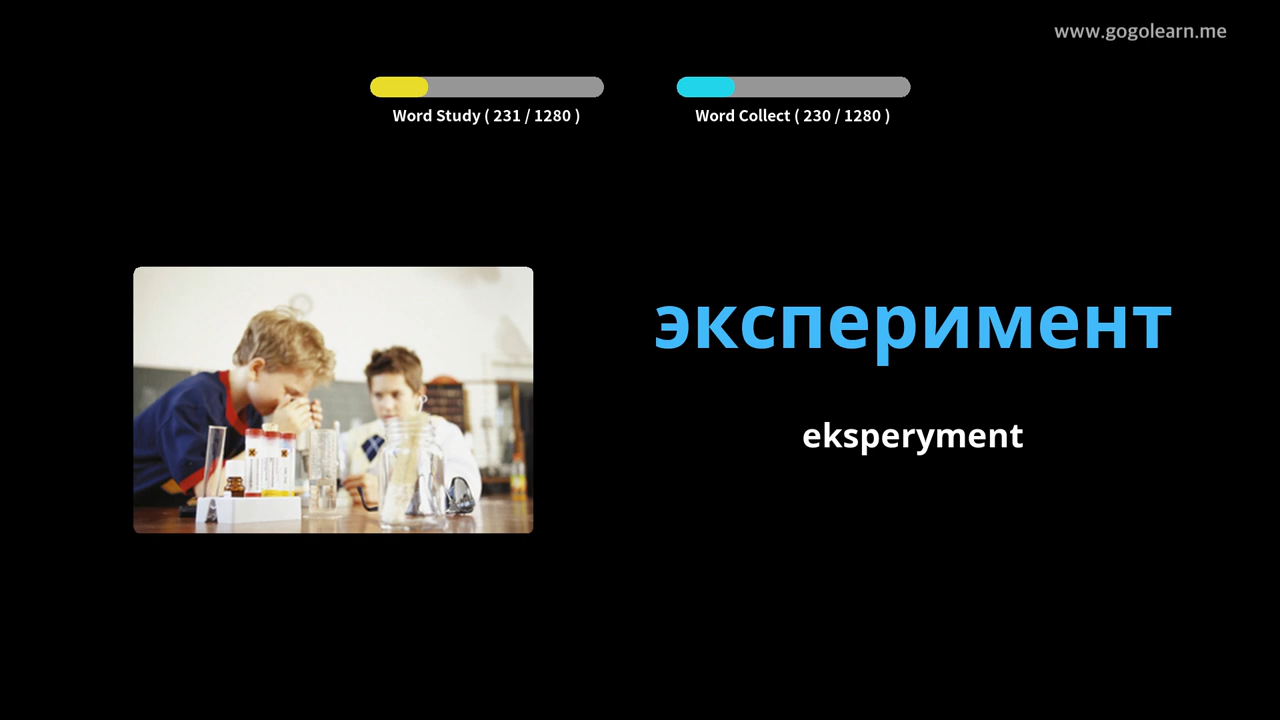 www.gogolearn.me
Word Study ( 231 / 1280 )
Word Collect ( 230 / 1280 )
эксперимент
eksperyment